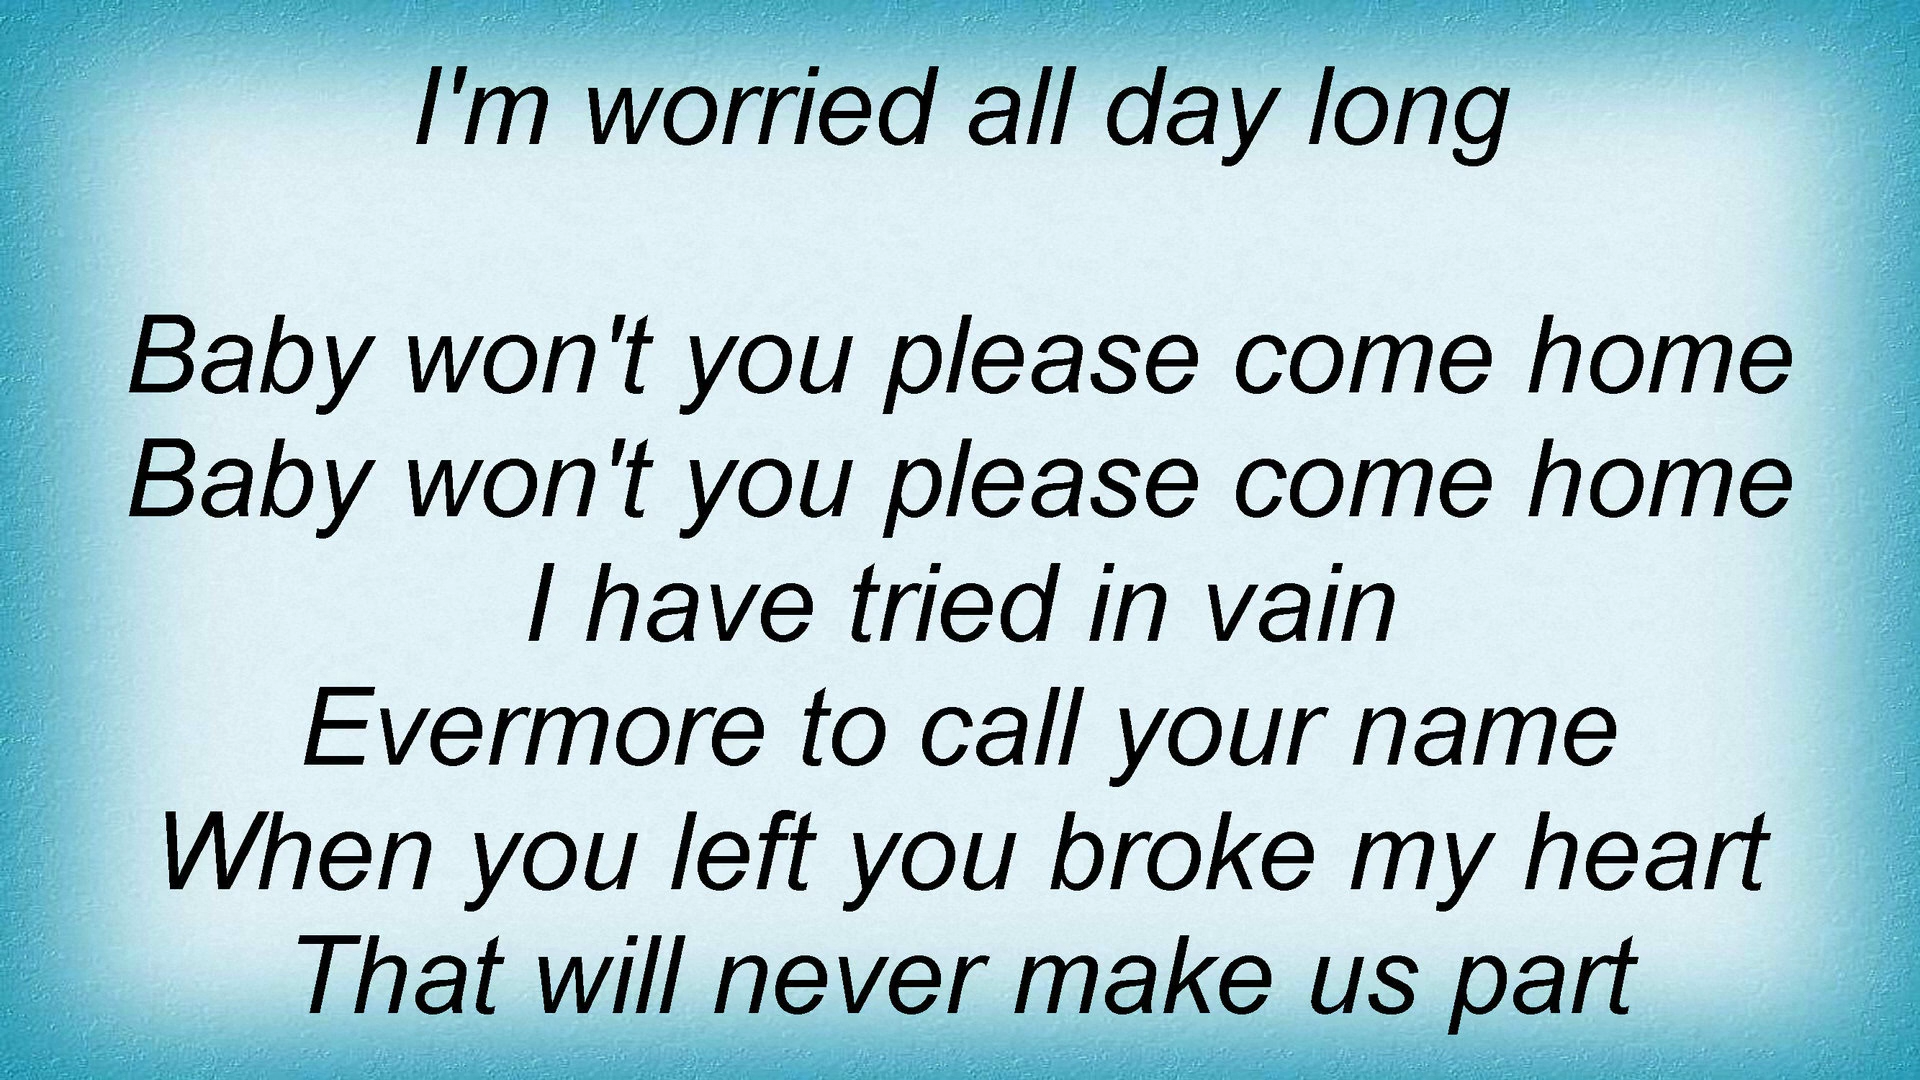 I'm worried all day long
Baby won't you please come home
Baby won't you please come home
I have tried in vain
Evermore to call your name
When you left you broke my heart
That will never make us part